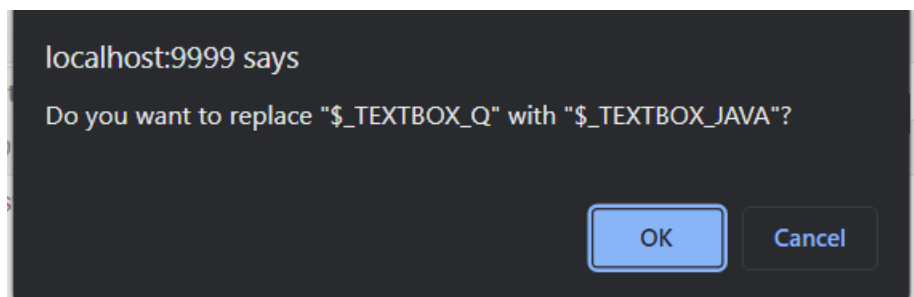 localhost:9999 says
Do you want to replace "$_TEXTBOX_Q" with "$_TEXTBOX_JAVA"?
OK Cancel